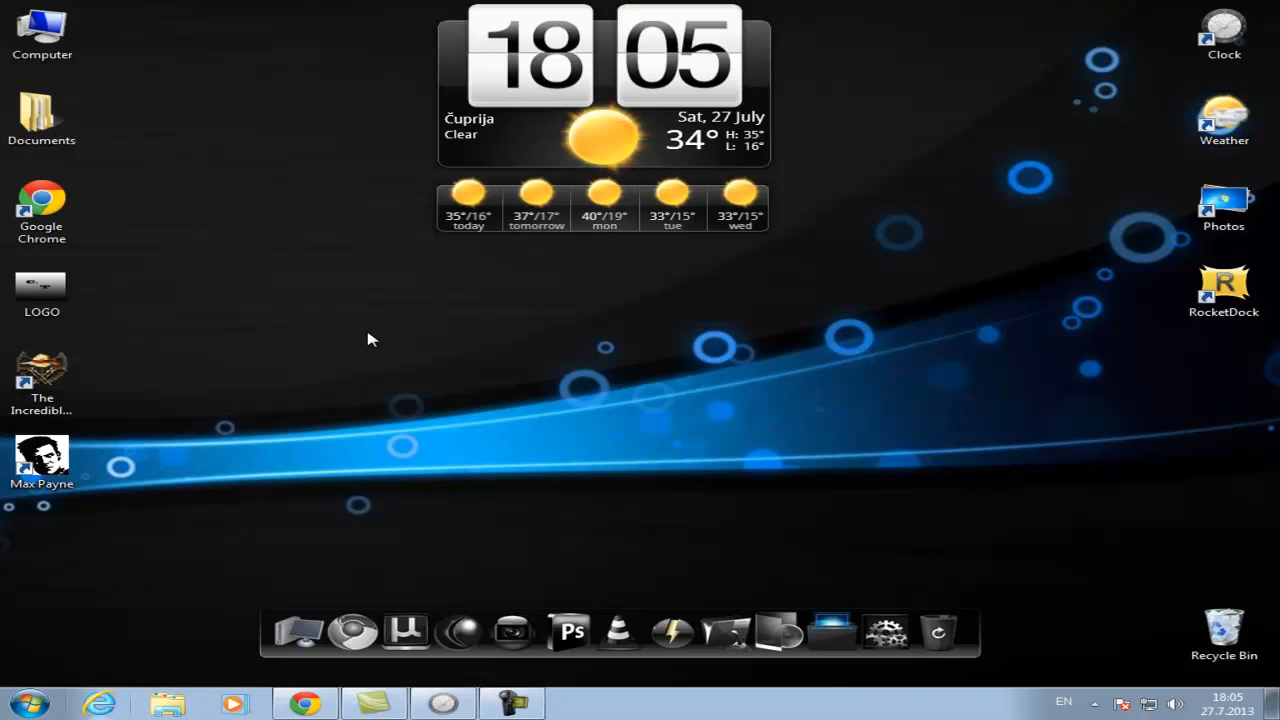 Computer
Documents
Google
Chrome
LOGO
The
Incredibl...
Max Payne
18 05
Čuprija
Clear
Sat, 27 July
34° H: 35°
L: 16°
35°/16° 37°/17° 40°/19° 33°/15° 33°/15°
today tomorrow mon tue wed
Clock
Weather
Photos
R
RocketDock
Recycle Bin
µ Ps
EN
18:05
27.7.2013